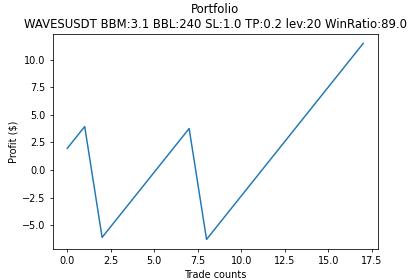 Portfolio
WAVESUSDT BBM:3.1 BBL:240 SL:1.0 TP:0.2 lev:20 WinRatio:89.0
10.0
7.5
5.0
2.5
0.0
−2.5
−5.0
Profit ($)
0.0 2.5 5.0 7.5 10.0 12.5 15.0 17.5
Trade counts